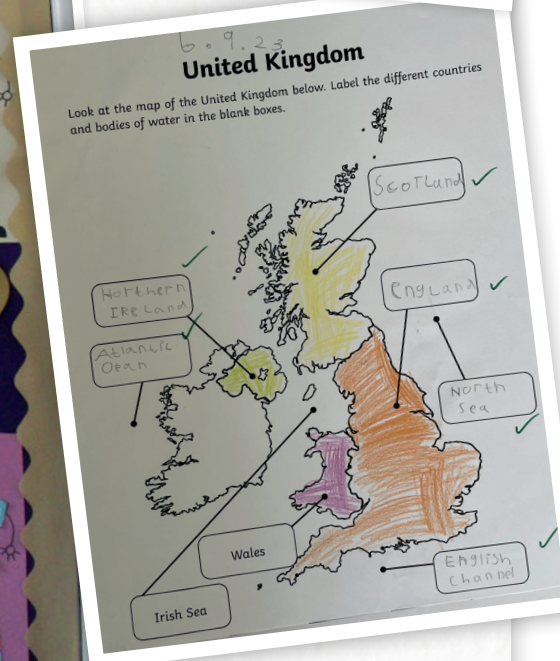 6.9.23
United Kingdom
Look at the map of the United Kingdom below. Label the different countries
and bodies of water in the blank boxes.
ScotLand
Northern
IReLand
EngLand
Atlantic
Ocan
North
Sea
Wales
English
Channel
Irish Sea